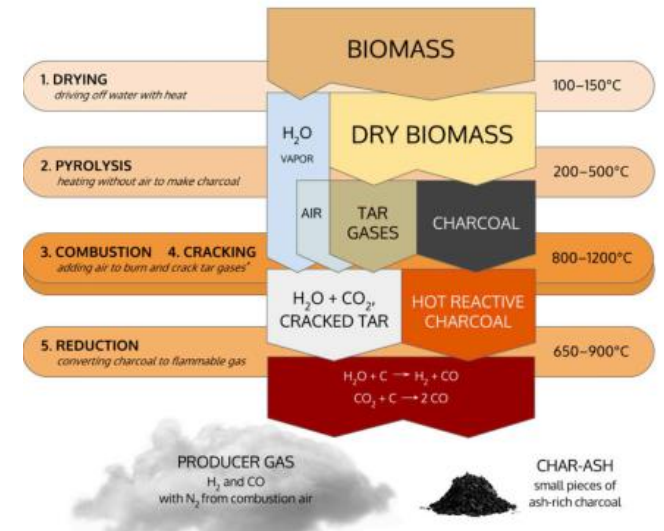 BIOMASS
1. DRYING
driving off water with heat
100–150°C
H₂O
VAPOR
DRY BIOMASS
2. PYROLYSIS
heating without air to make charcoal
200–500°C
AIR
TAR
GASES
CHARCOAL
3. COMBUSTION 4. CRACKING
adding air to burn and crack tar gases*
800–1200°C
H₂O + CO₂,
CRACKED TAR
HOT REACTIVE
CHARCOAL
5. REDUCTION
converting charcoal to flammable gas
650–900°C
H₂O + C → H₂ + CO
CO₂ + C → 2 CO
PRODUCER GAS
H₂ and CO
with N₂ from combustion air
CHAR-ASH
small pieces of
ash-rich charcoal